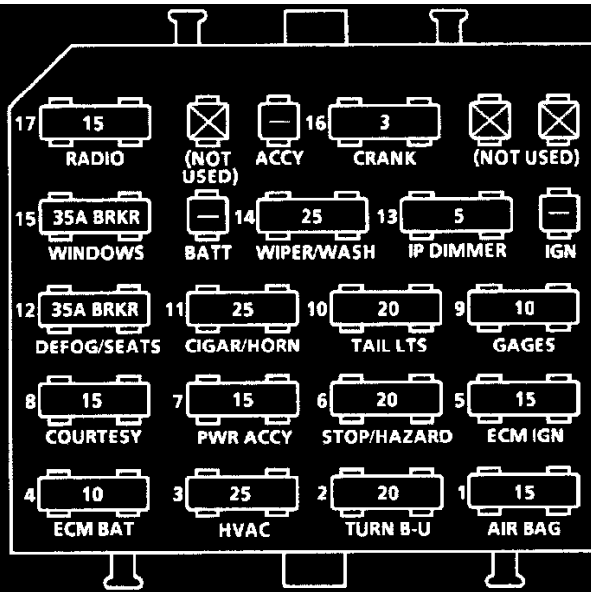 17 15 16 3
RADIO (NOT USED) ACCY CRANK (NOT USED)
15 35A BRKR 14 25 13 5
WINDOWS BATT WIPER/WASH IP DIMMER IGN
12 35A BRKR 11 25 10 20 9 10
DEFOG/SEATS CIGAR/HORN TAIL LTS GAGES
8 15 7 15 6 20 5 15
COURTESY PWR ACCY STOP/HAZARD ECM IGN
4 10 3 25 2 20 1 15
ECM BAT HVAC TURN B-U AIR BAG